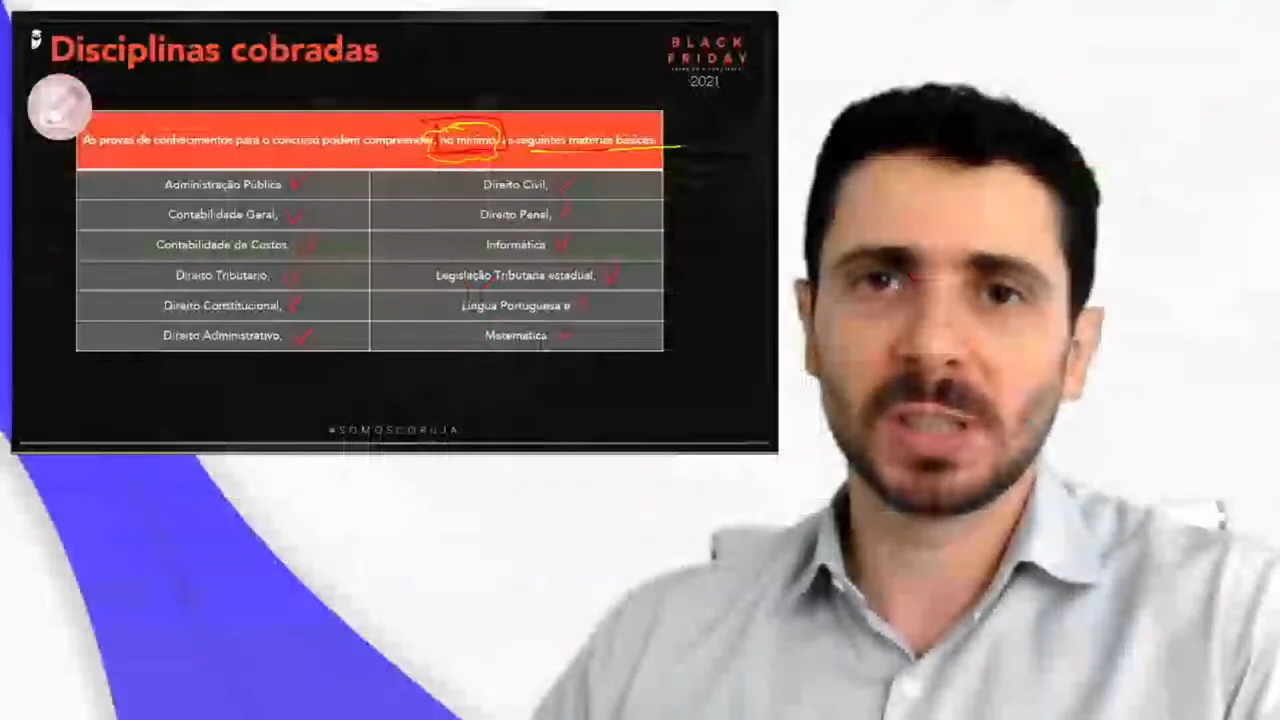 Disciplinas cobradas
BLACK
FRIDAY
2021
As provas de conhecimentos para o concurso podem compreender, no mínimo, as seguintes matérias básicas:
Administração Pública
Direito Civil,
Contabilidade Geral,
Direito Penal,
Contabilidade de Custos,
Informática
Direito Tributário,
Legislação Tributária estadual,
Direito Constitucional,
Língua Portuguesa e
Direito Administrativo,
Matemática
#SOMOSCORUJA